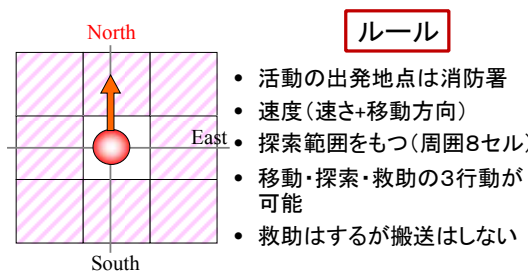 North
East
South
ルール
• 活動の出発地点は消防署
• 速度(速さ+移動方向)
• 探索範囲をもつ(周囲8セル)
• 移動・探索・救助の3行動が
可能
• 救助はするが搬送はしない